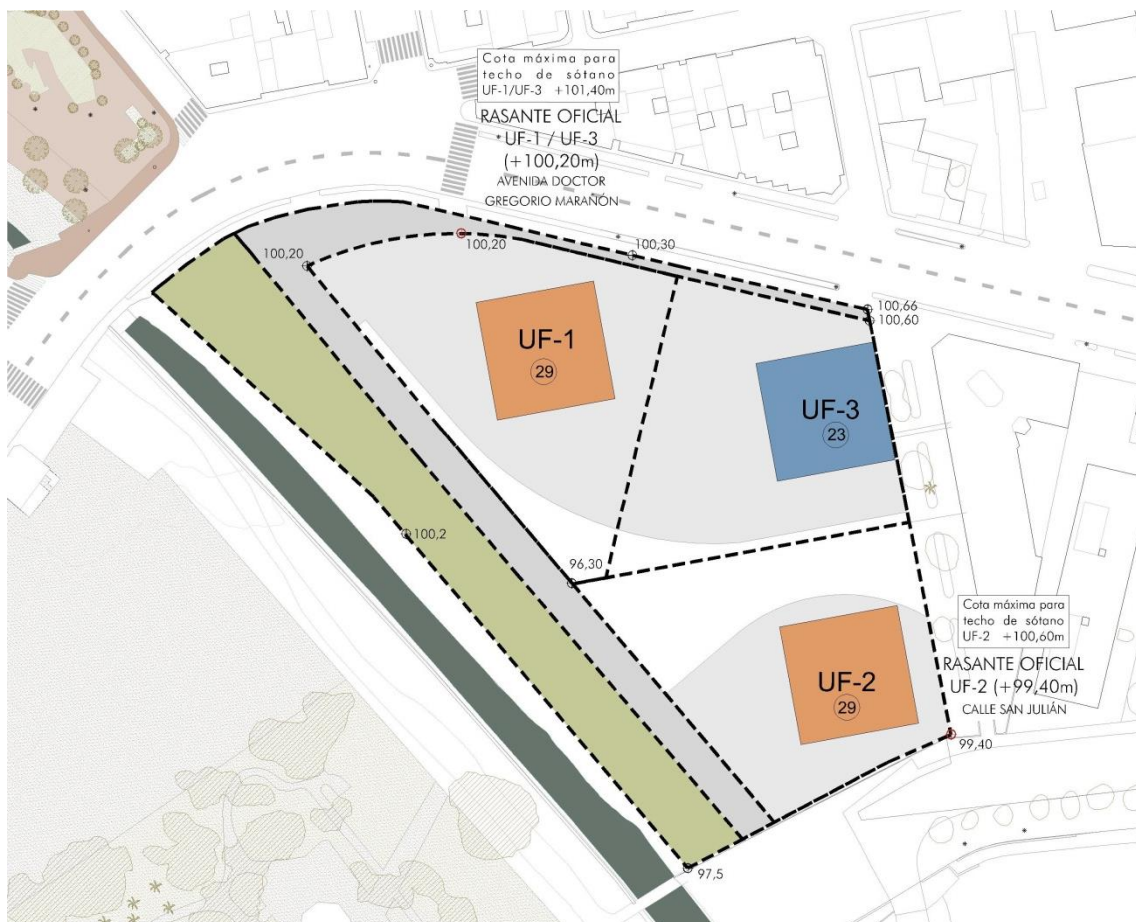 Cota máxima para
techo de sótano
UF-1/UF-3 +101,40m
RASANTE OFICIAL
UF-1 / UF-3
(+100,20m)
AVENIDA DOCTOR
GREGORIO MARAÑÓN
100,20
100,20
100,30
100,66
100,60
UF-1
29
UF-3
23
100,2
96,30
Cota máxima para
techo de sótano
UF-2 +100,60m
RASANTE OFICIAL
UF-2 (+99,40m)
CALLE SAN JULIÁN
UF-2
29
99,40
97,5